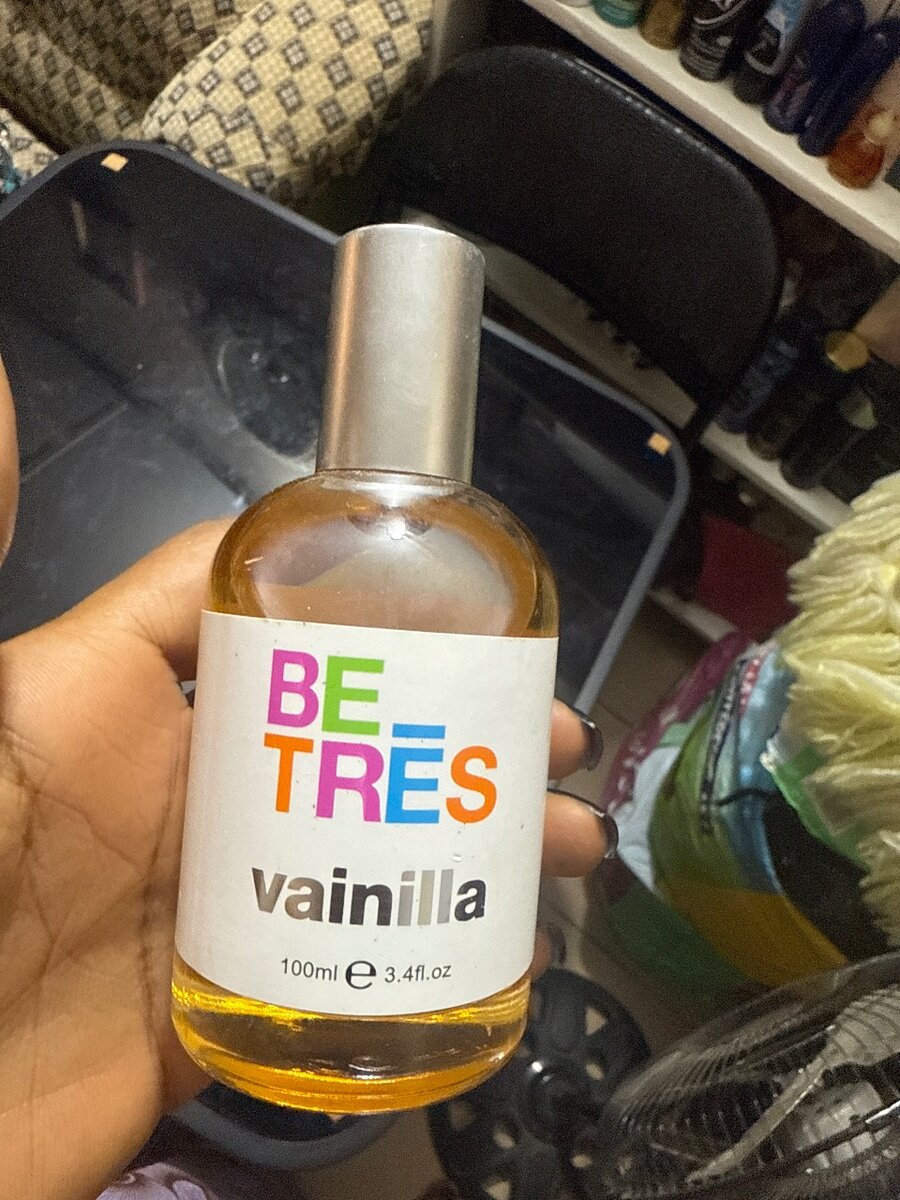 BE
TRĒS
vainilla
100ml ℮ 3.4fl.oz